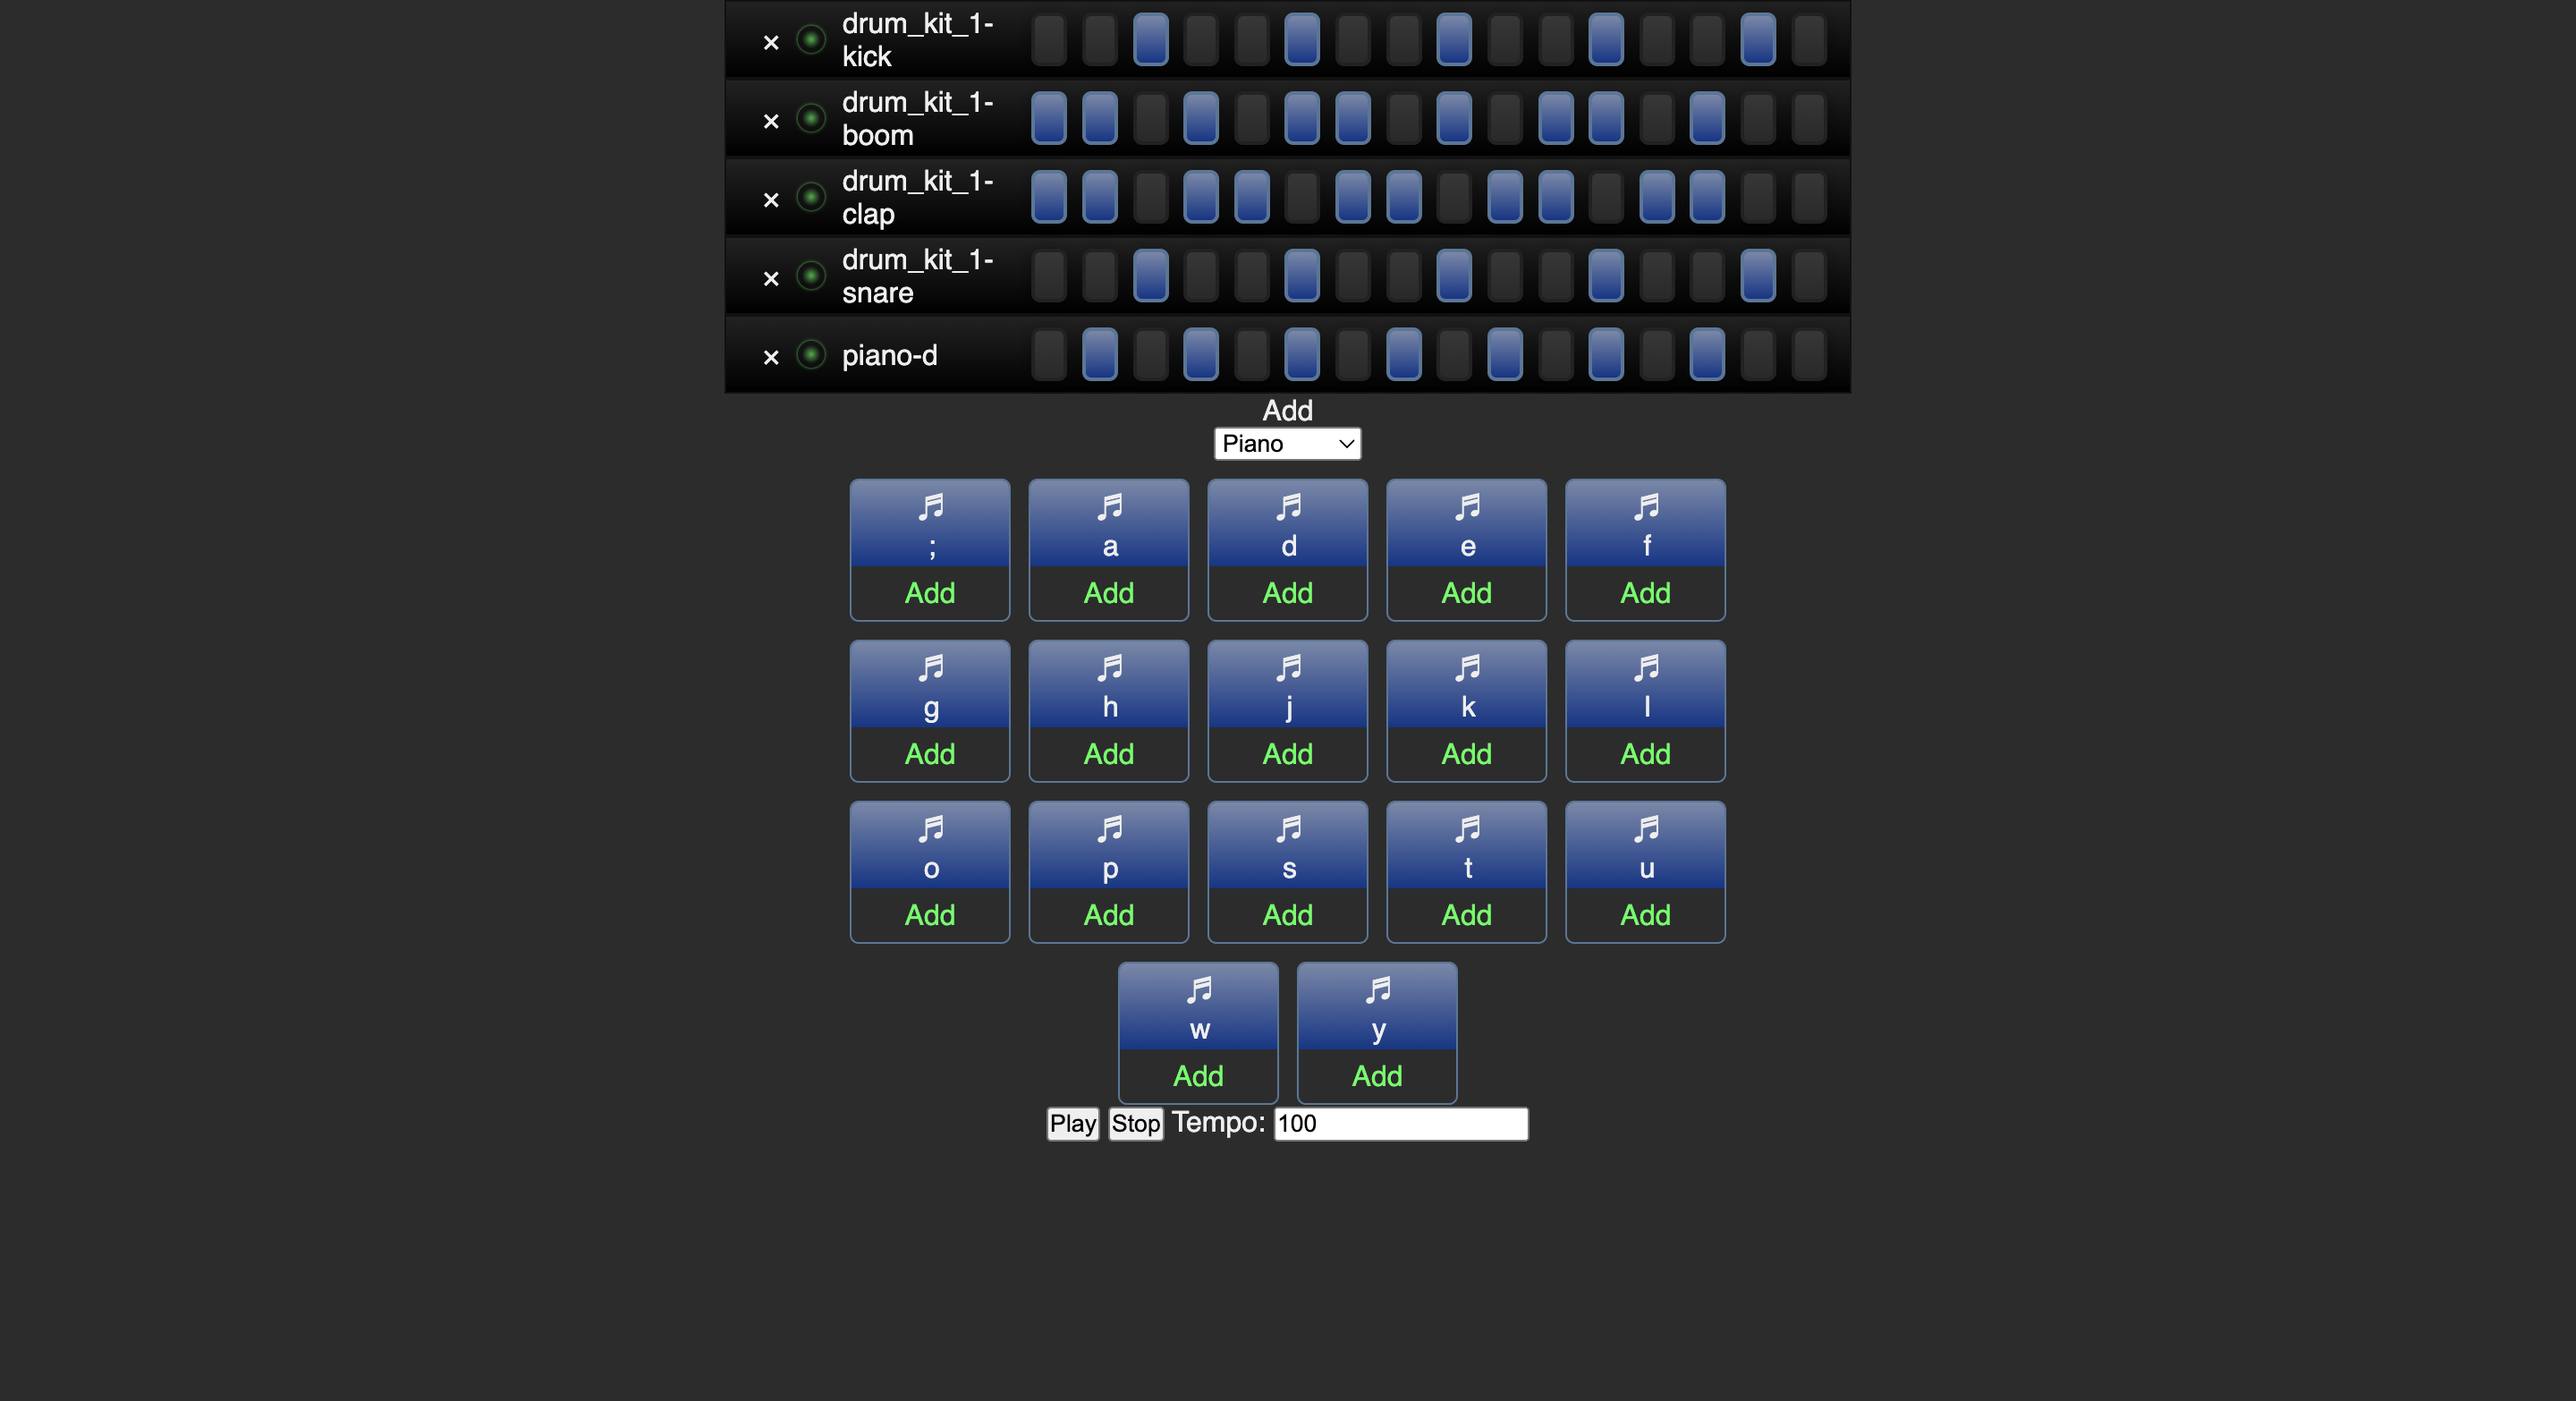 × drum_kit_1-
kick
× drum_kit_1-
boom
× drum_kit_1-
clap
× drum_kit_1-
snare
× piano-d
Add
Piano
; a d e f
Add Add Add Add Add
g h j k l
Add Add Add Add Add
o p s t u
Add Add Add Add Add
w y
Add Add
Play Stop Tempo: 100